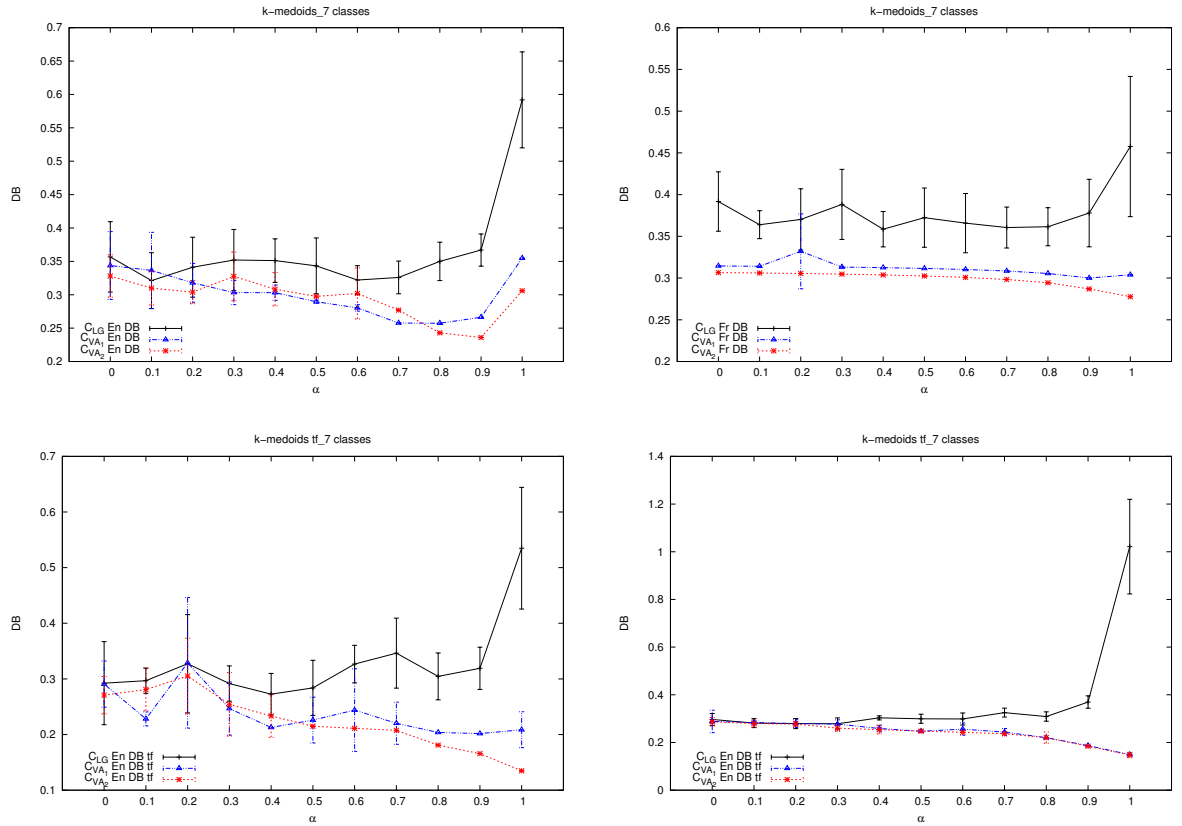 k-medoids_7 classes
0.7
0.6
0.5
0.4
0.35
0.3
0.25
0.2
DB
C_LG En DB
C_VA1 En DB
C_VA2 En DB
0 0.1 0.2 0.3 0.4 0.5 0.6 0.7 0.8 0.9 1
α
k-medoids_7 classes
0.6
0.55
0.5
0.45
0.4
0.35
0.3
0.25
0.2
DB
C_LG Fr DB
C_VA1 Fr DB
C_VA2 Fr DB
0 0.1 0.2 0.3 0.4 0.5 0.6 0.7 0.8 0.9 1
α
k-medoids tf_7 classes
0.7
0.6
0.5
0.4
0.3
0.2
0.1
DB
C_LG En DB tf
C_VA1 En DB tf
C_VA2 En DB tf
0 0.1 0.2 0.3 0.4 0.5 0.6 0.7 0.8 0.9 1
α
k-medoids tf_7 classes
1.4
1.2
1
0.8
0.6
0.4
0.2
0
DB
C_LG En DB tf
C_VA1 En DB tf
C_VA2 En DB tf
0 0.1 0.2 0.3 0.4 0.5 0.6 0.7 0.8 0.9 1
α